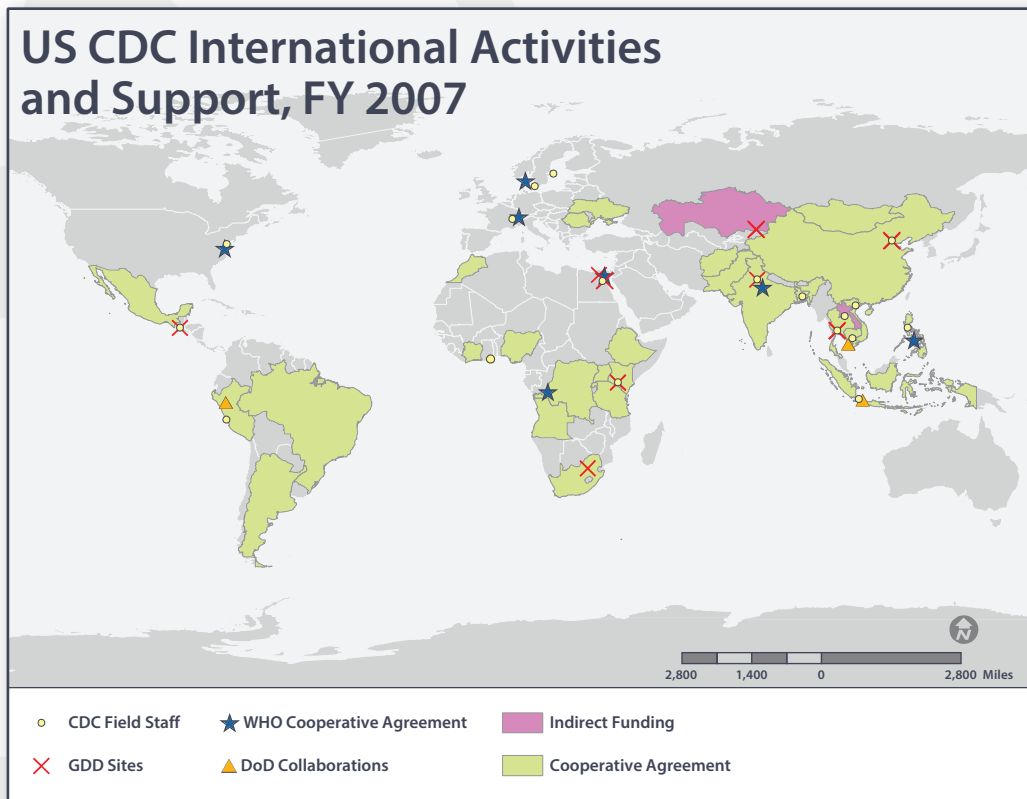 US CDC International Activities
and Support, FY 2007
N
2,800 1,400 0 2,800 Miles
CDC Field Staff WHO Cooperative Agreement Indirect Funding
GDD Sites DoD Collaborations Cooperative Agreement